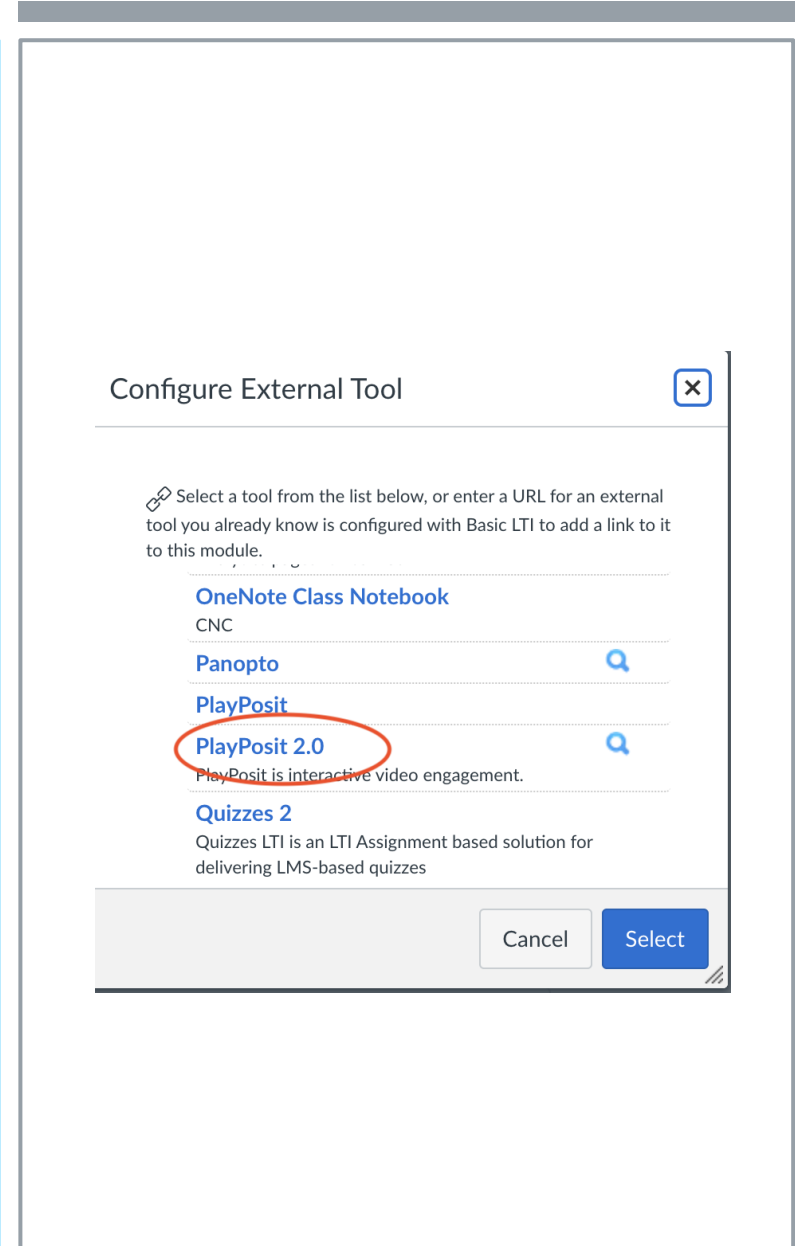 Configure External Tool
Select a tool from the list below, or enter a URL for an external
tool you already know is configured with Basic LTI to add a link to it
to this module.
OneNote Class Notebook
CNC
Panopto
PlayPosit
PlayPosit 2.0
PlayPosit is interactive video engagement.
Quizzes 2
Quizzes LTI is an LTI Assignment based solution for
delivering LMS-based quizzes
Cancel
Select